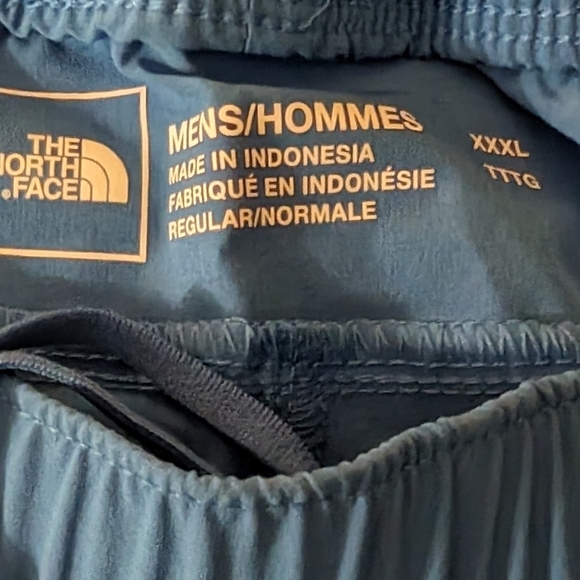 THE
NORTH
FACE
MENS/HOMMES
MADE IN INDONESIA
FABRIQUÉ EN INDONÉSIE
REGULAR/NORMALE
XXXL
TTTG